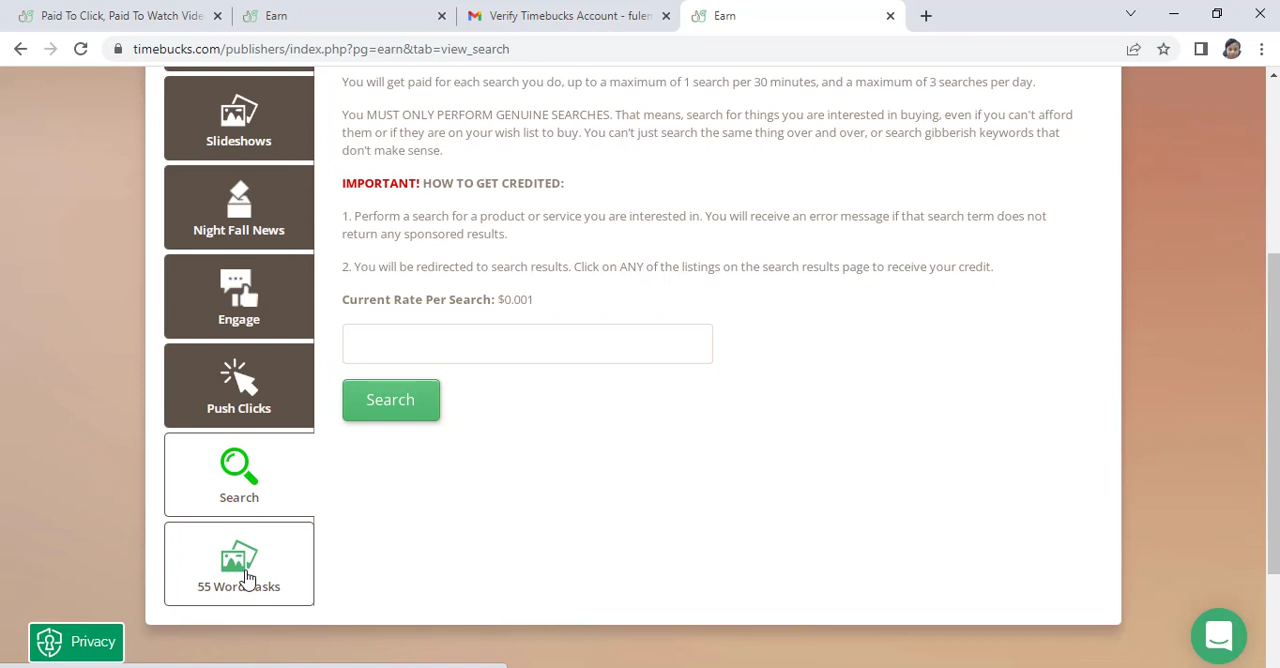 Paid To Click, Paid To Watch Vide
Earn
Verify Timebucks Account - fulem
Earn
timebucks.com/publishers/index.php?pg=earn&tab=view_search
You will get paid for each search you do, up to a maximum of 1 search per 30 minutes, and a maximum of 3 searches per day.
Slideshows
You MUST ONLY PERFORM GENUINE SEARCHES. That means, search for things you are interested in buying, even if you can't afford
them or if they are on your wish list to buy. You can't just search the same thing over and over, or search gibberish keywords that
don't make sense.
IMPORTANT! HOW TO GET CREDITED:
Night Fall News
1. Perform a search for a product or service you are interested in. You will receive an error message if that search term does not
return any sponsored results.
2. You will be redirected to search results. Click on ANY of the listings on the search results page to receive your credit.
Current Rate Per Search: $0.001
Engage
Search
Push Clicks
Search
55 Word Tasks
Privacy